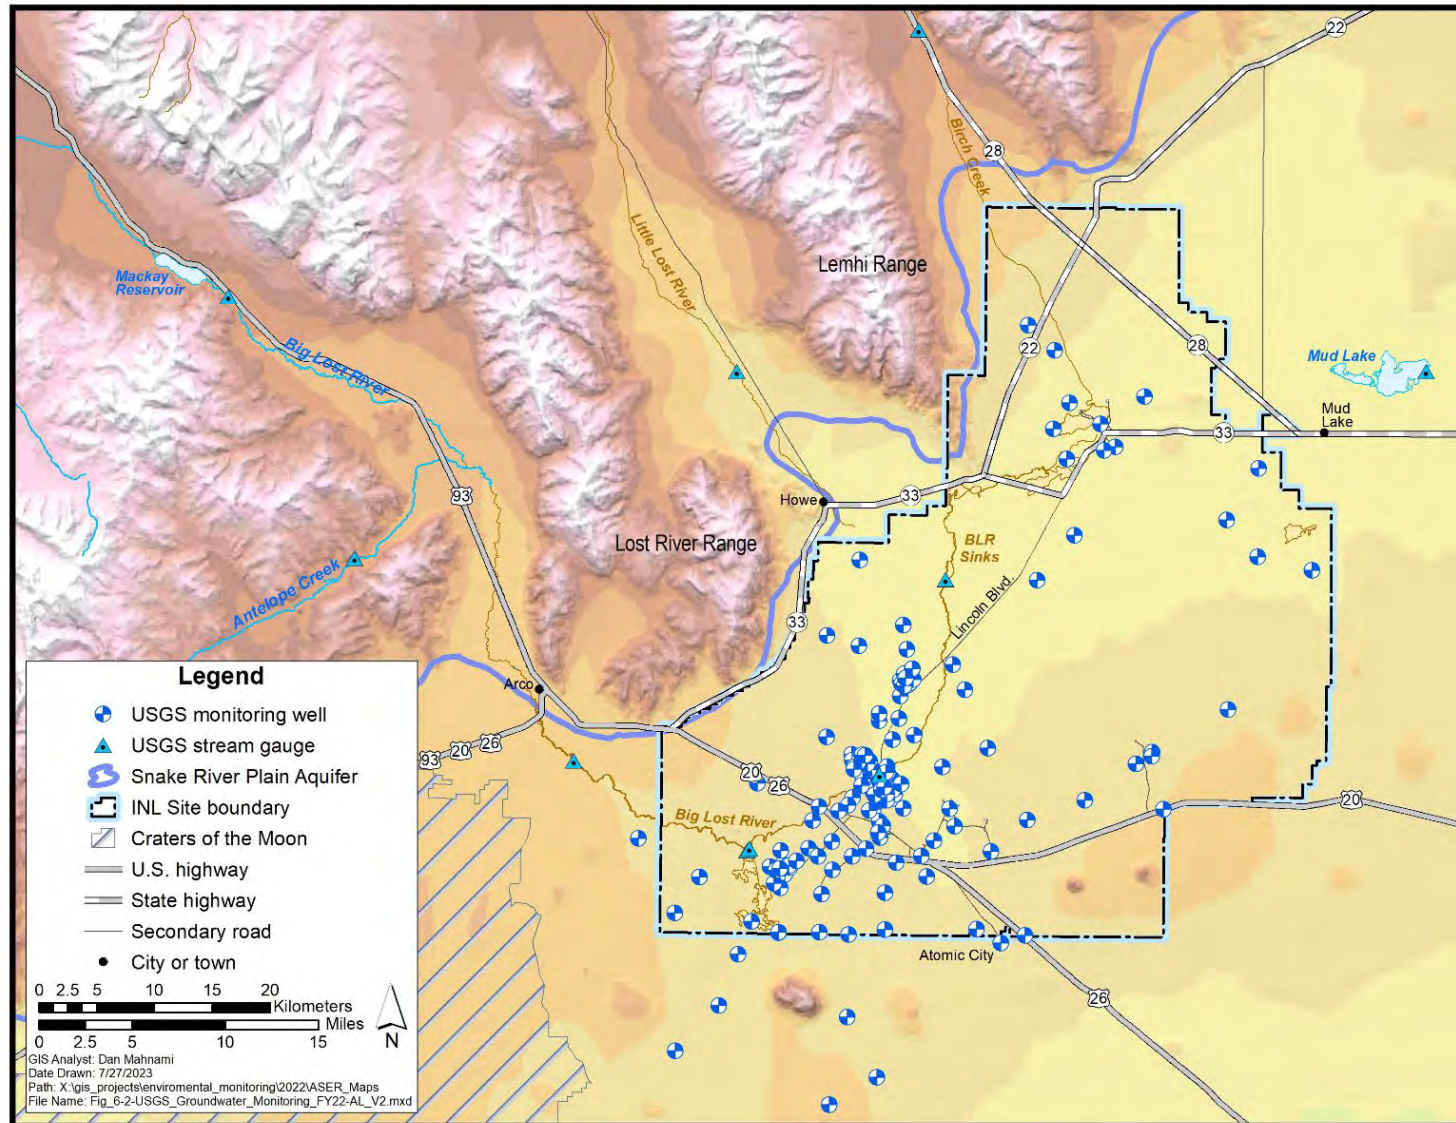 22
Birch Creek
28
Little Lost River
Lemhi Range
Mackay
Reservoir
Big Lost River
22
28
Mud Lake
Mud
Lake
33
93
Howe
33
Lost River Range
BLR
Sinks
Antelope Creek
Lincoln Blvd.
33
Arco
93
20
26
20
26
20
Big Lost River
Atomic City
26
Legend
USGS monitoring well
USGS stream gauge
Snake River Plain Aquifer
INL Site boundary
Craters of the Moon
U.S. highway
State highway
Secondary road
City or town
0 2.5 5 10 15 20
Kilometers
Miles
0 2.5 5 10 15
N
GIS Analyst: Dan Mahnami
Date Drawn: 7/27/2023
Path: X:\gis_projects\enviromental_monitoring\2022\ASER_Maps
File Name: Fig_6-2-USGS_Groundwater_Monitoring_FY22-AL_V2.mxd